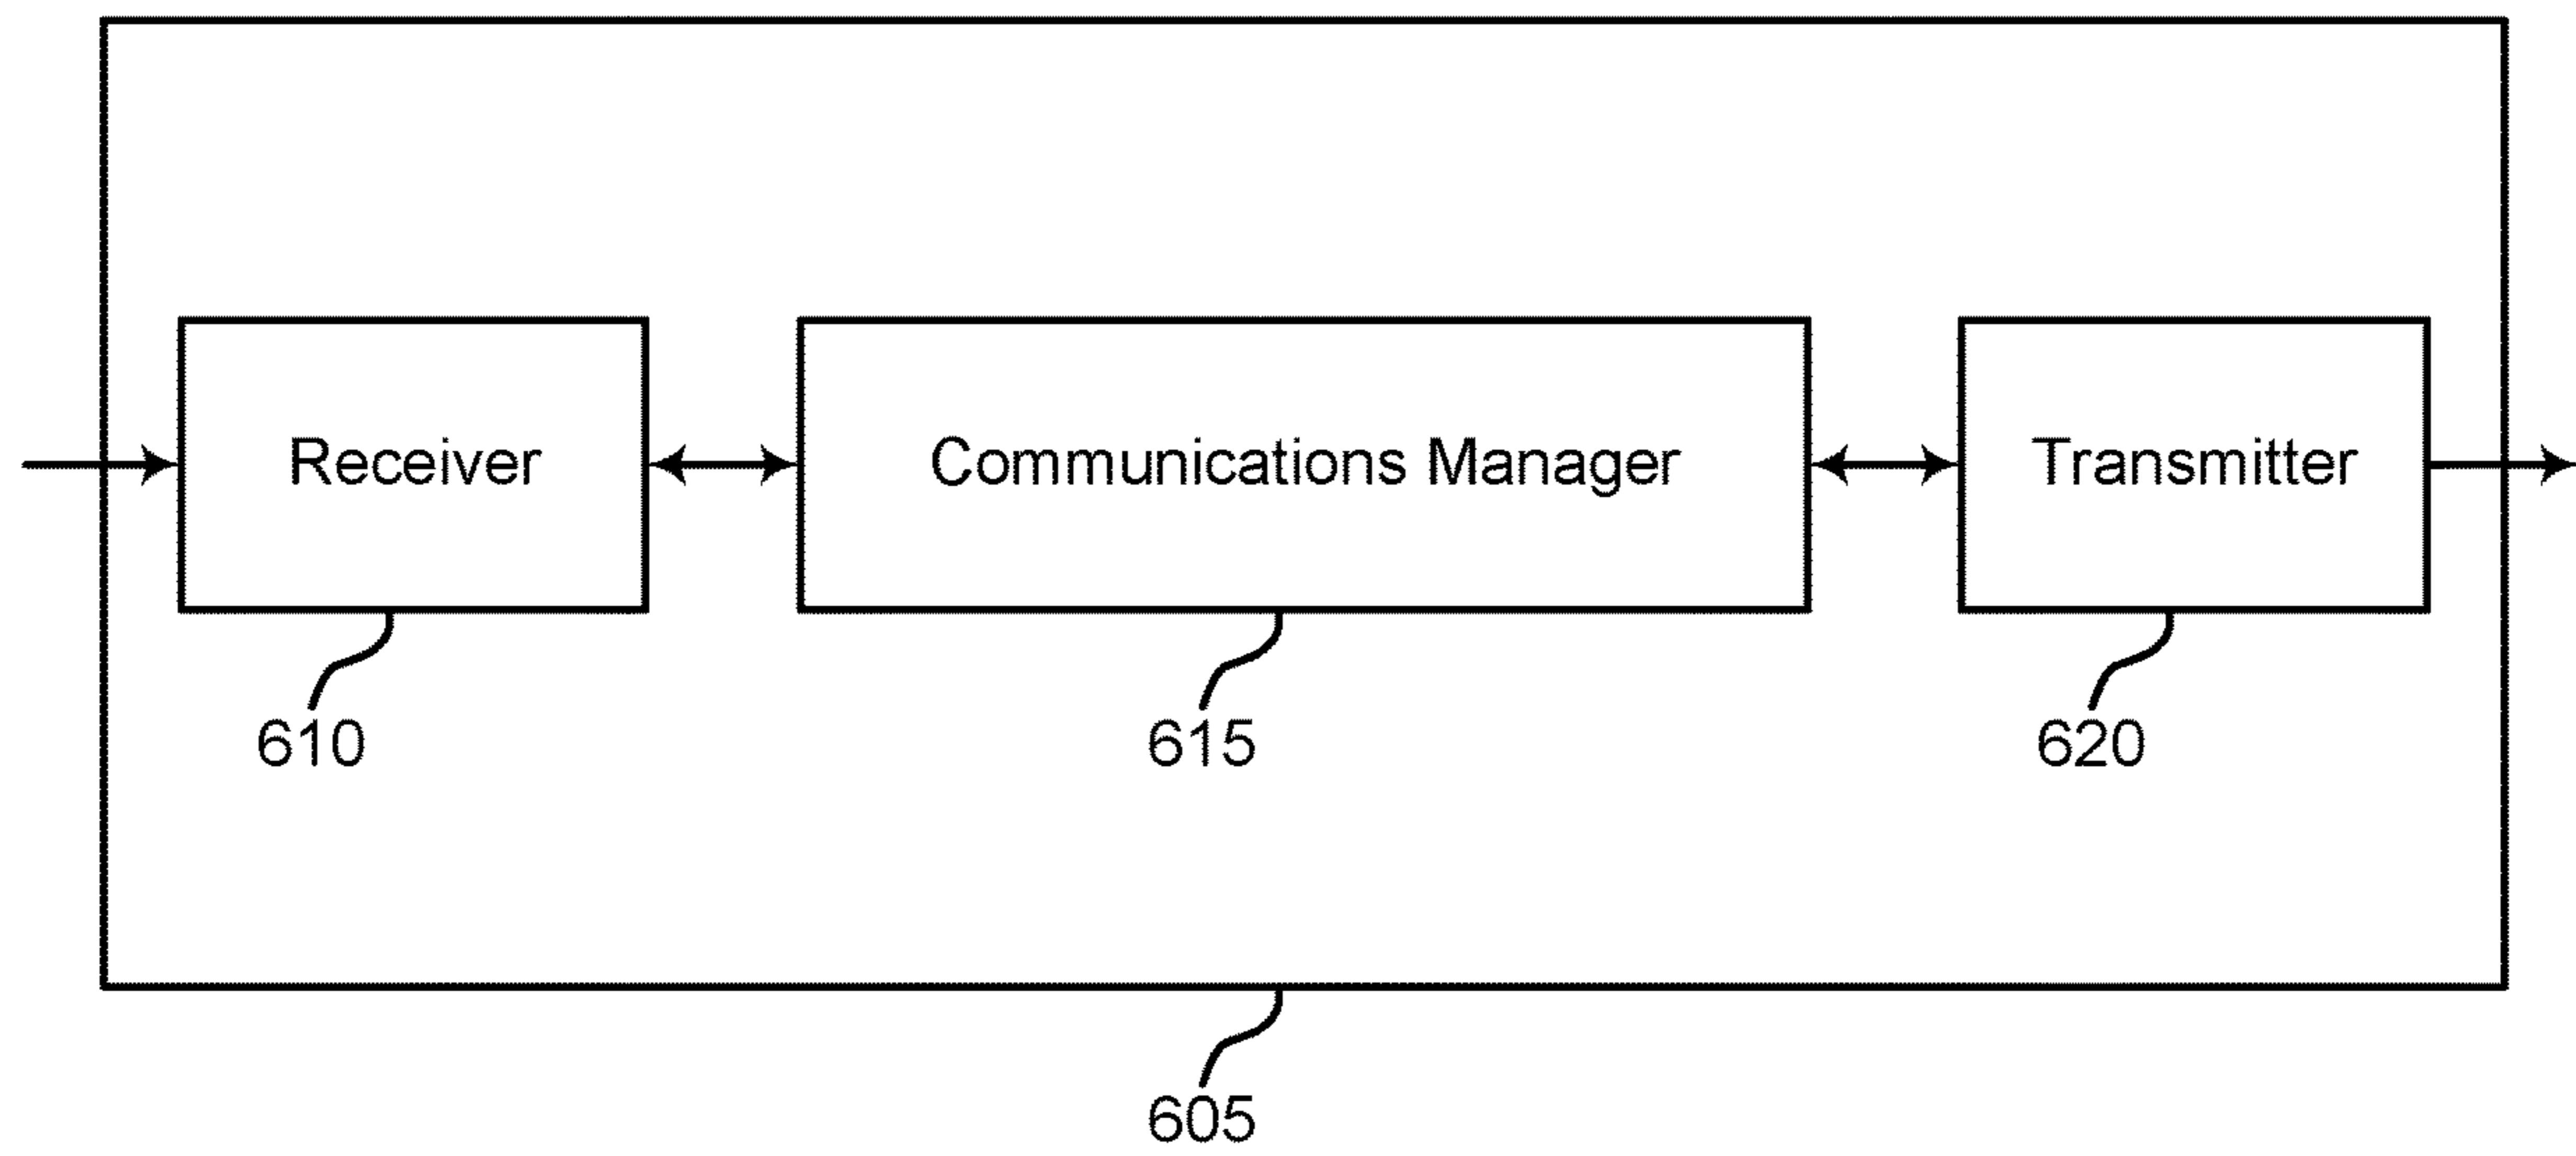 Receiver
Communications Manager
Transmitter
610
615
620
605